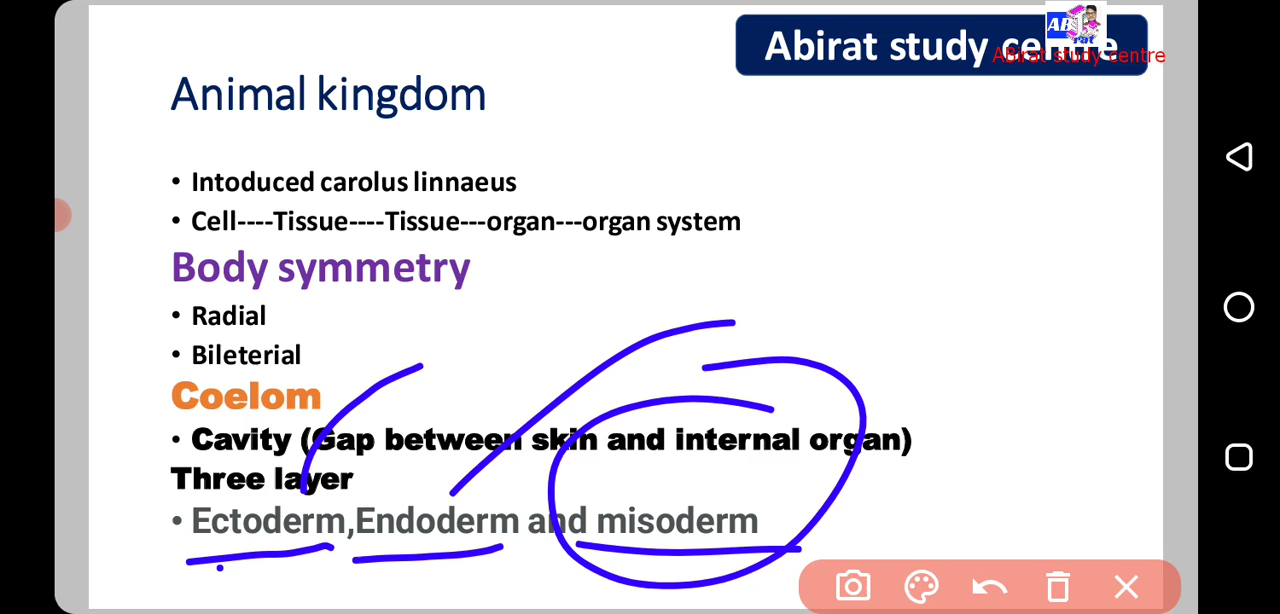 Abirat study centre
ABirat study centre
Animal kingdom
• Intoduced carolus linnaeus
• Cell----Tissue----Tissue---organ---organ system
Body symmetry
• Radial
• Bileterial
Coelom
• Cavity (Gap between skin and internal organ)
Three layer
• Ectoderm,Endoderm and misoderm